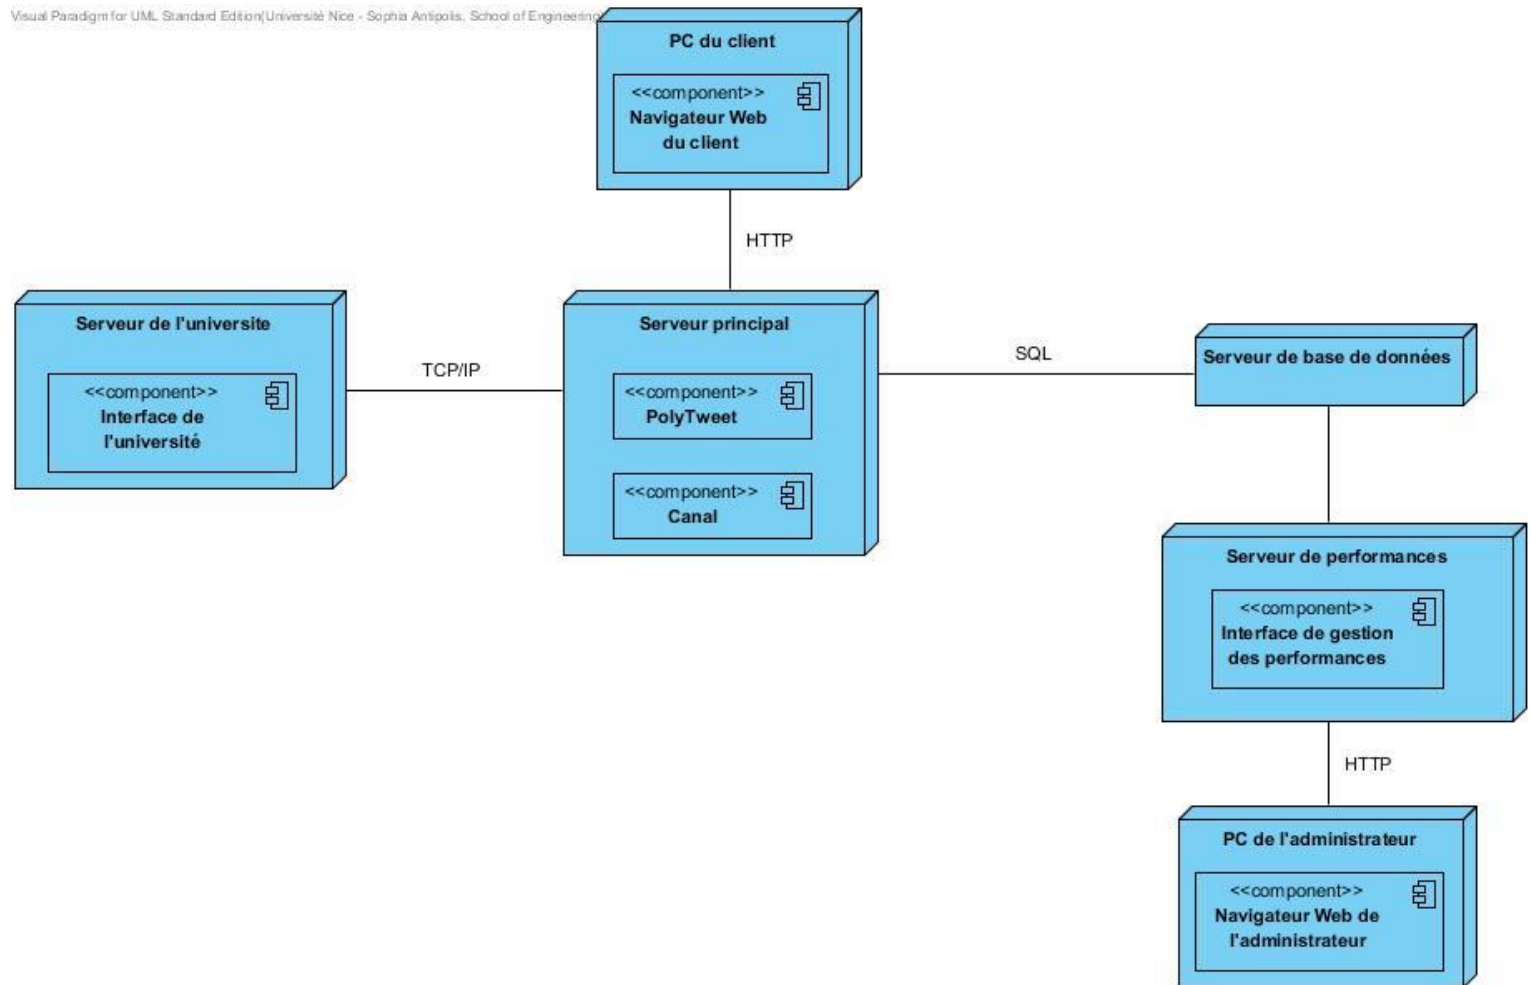 Visual Paradigm for UML Standard Edition(Université Nice - Sophia Antipolis, School of Engineering
PC du client
<<component>>
Navigateur Web
du client
HTTP
Serveur de l'universite
<<component>>
Interface de
l'université
TCP/IP
Serveur principal
<<component>>
PolyTweet
<<component>>
Canal
SQL
Serveur de base de données
Serveur de performances
<<component>>
Interface de gestion
des performances
HTTP
PC de l'administrateur
<<component>>
Navigateur Web de
l'administrateur